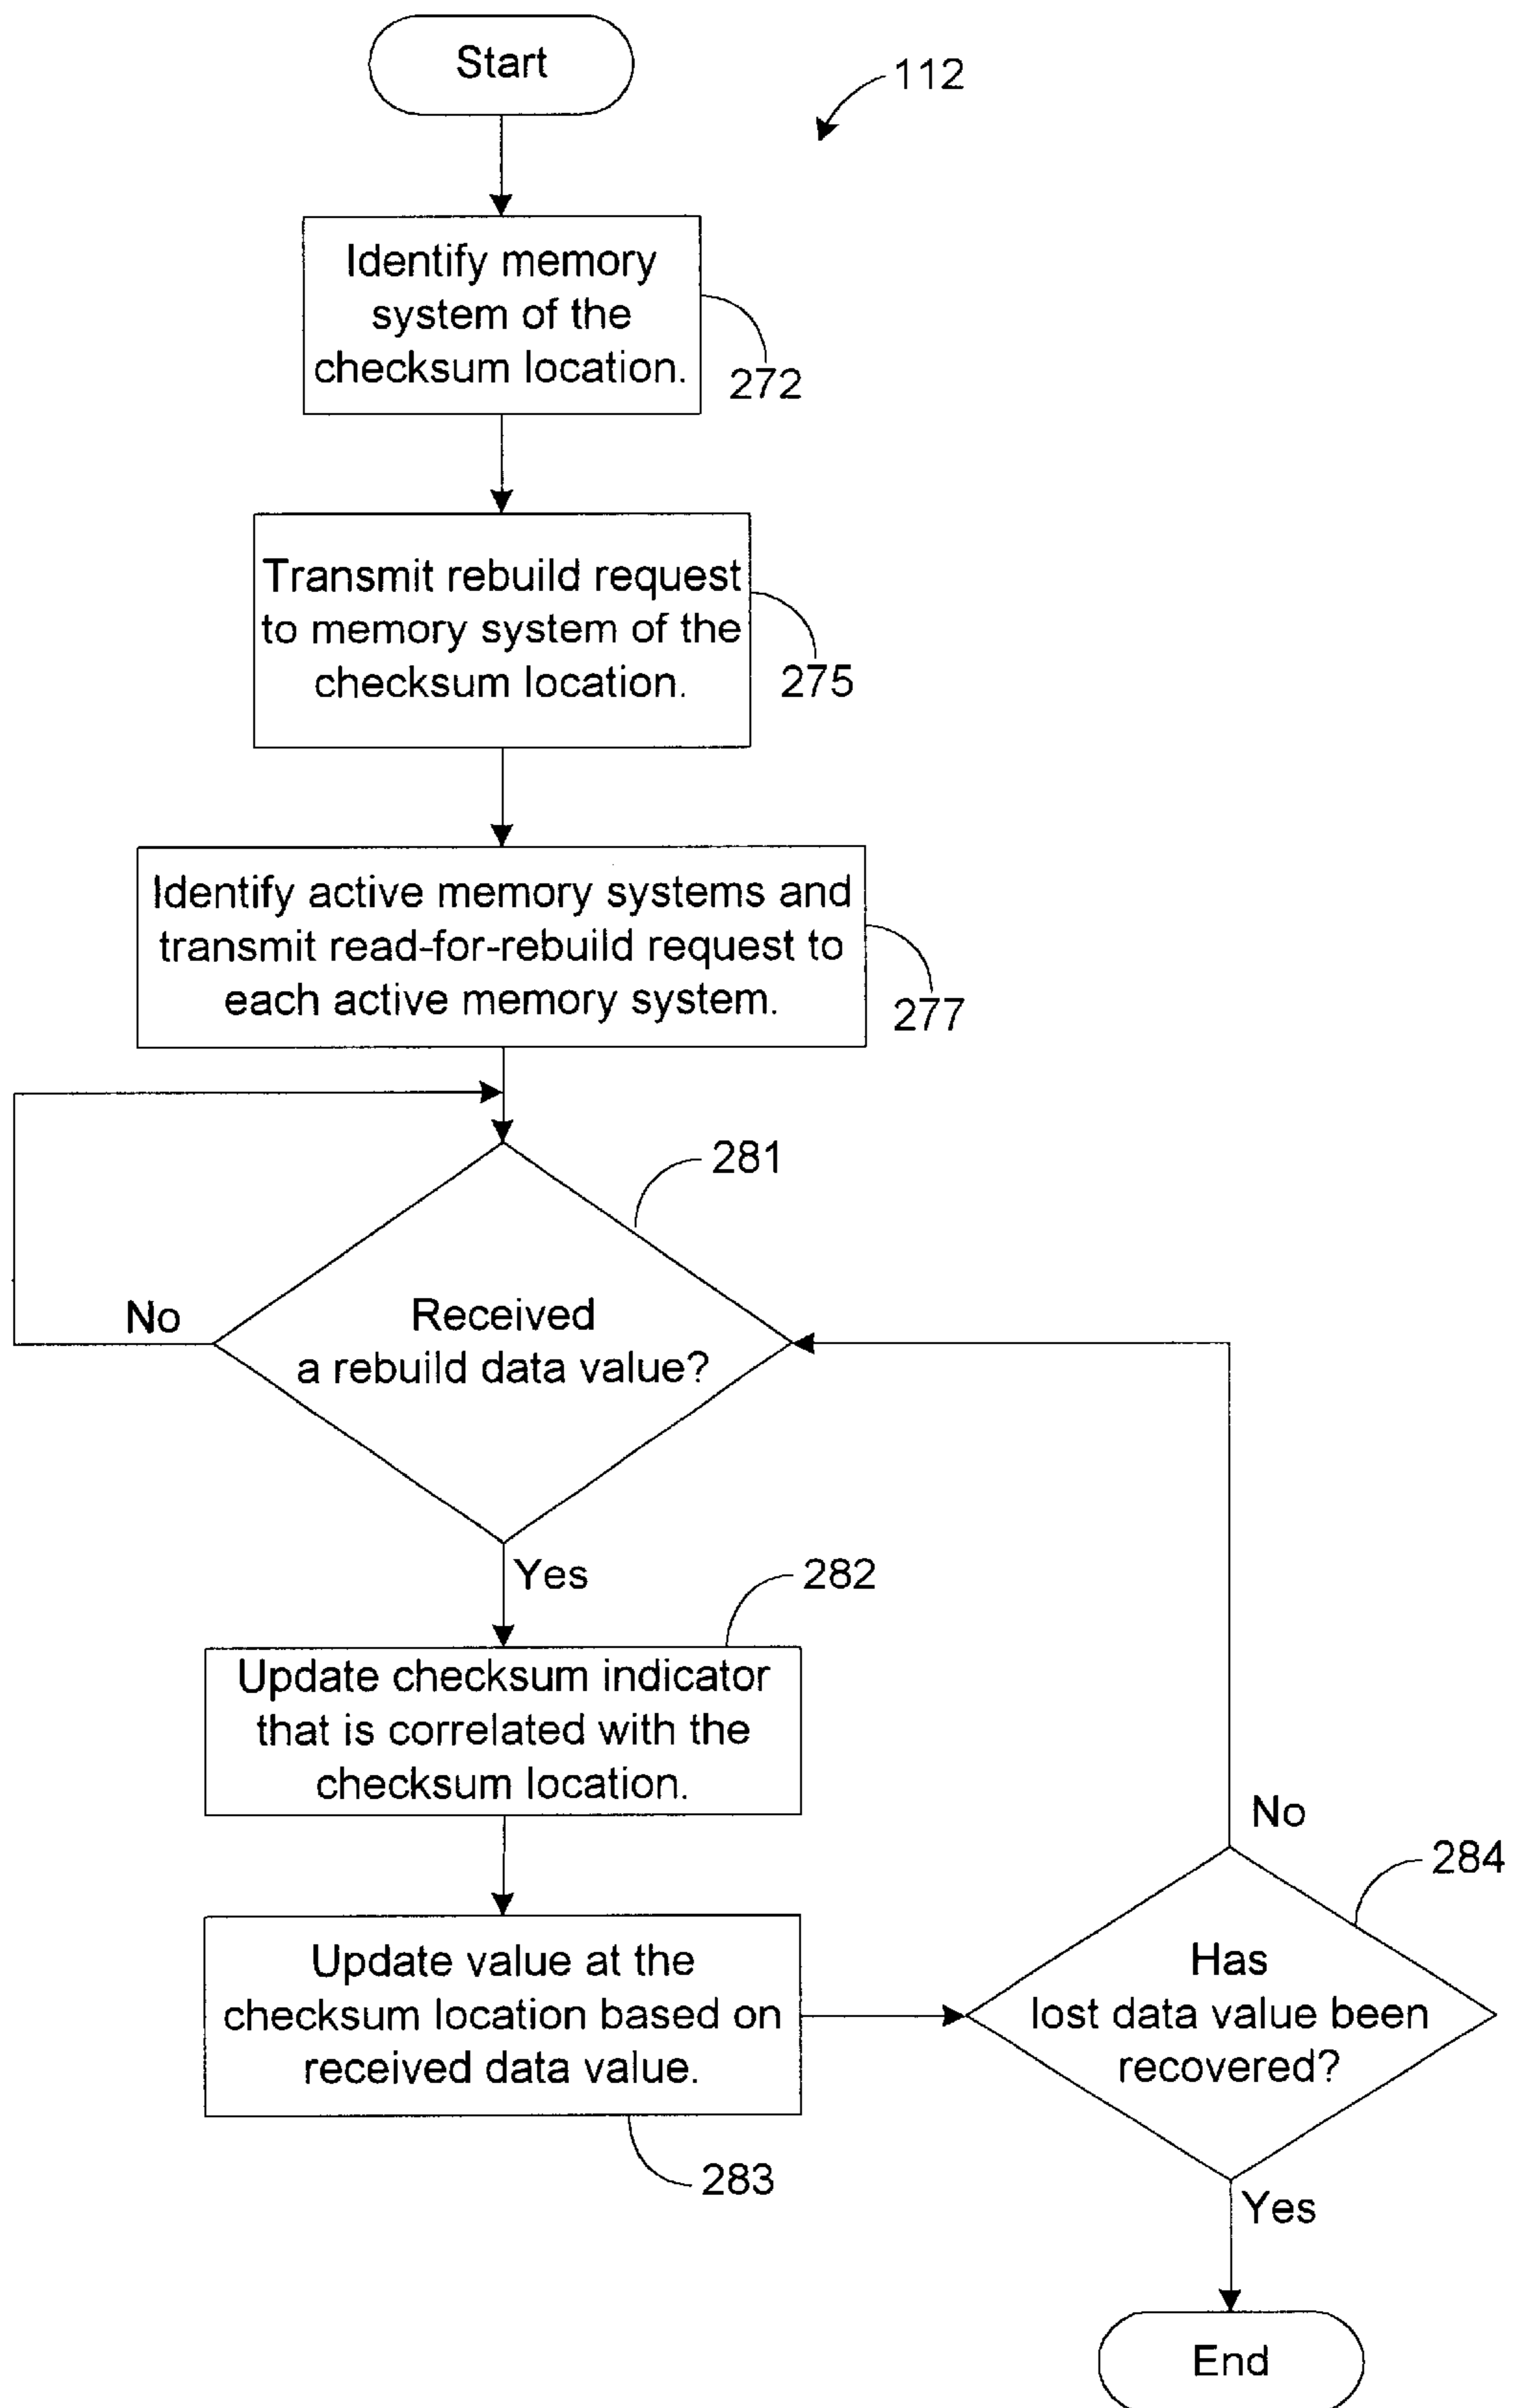 Start
112
Identify memory
system of the
checksum location.
272
Transmit rebuild request
to memory system of the
checksum location.
275
Identify active memory systems and
transmit read-for-rebuild request to
each active memory system.
277
281
No
Received
a rebuild data value?
Yes
282
Update checksum indicator
that is correlated with the
checksum location.
No
284
Update value at the
checksum location based on
received data value.
283
Has
lost data value been
recovered?
Yes
End